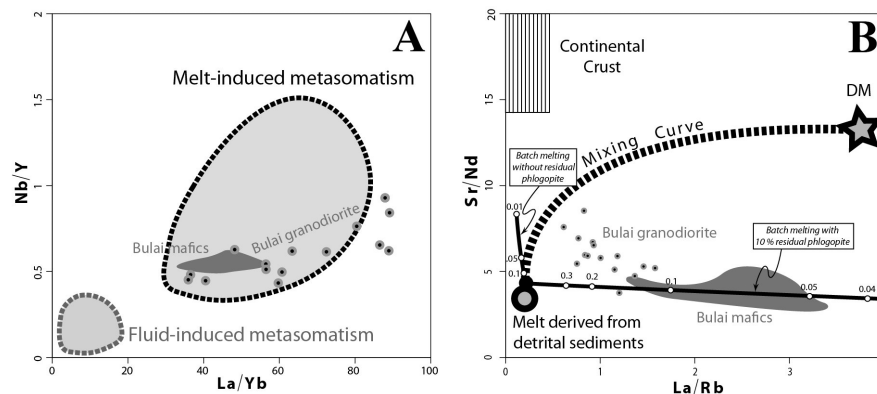 A
Nb/Y
2
1.5
1
0.5
0
Melt-induced metasomatism
Bulai mafics
Bulai granodiorite
Fluid-induced metasomatism
0
20
40
60
80
100
La/Yb
B
Sr/Nd
20
15
10
5
0
Continental
Crust
DM
Mixing Curve
Batch melting
without residual
phlogopite
0.01
.05
0.1
Bulai granodiorite
Batch melting with
10 % residual phlogopite
0.3
0.2
0.1
0.05
0.04
Bulai mafics
Melt derived from
detrital sediments
0
1
2
3
La/Rb